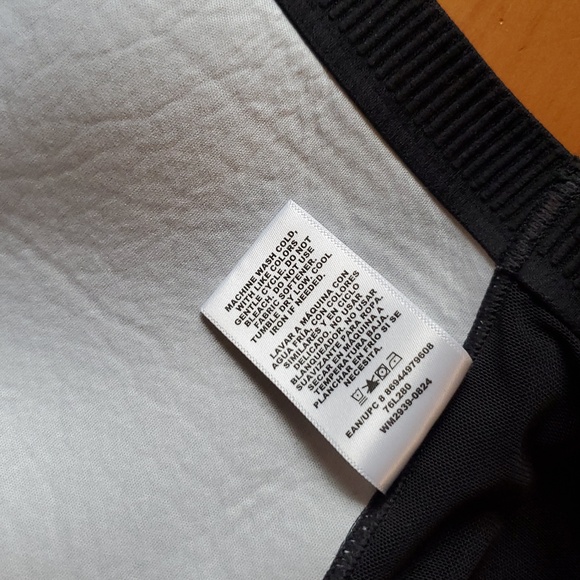 MACHINE WASH COLD,
WITH LIKE COLORS
GENTLE CYCLE. DO NOT
BLEACH. DO NOT USE
FABRIC SOFTENER.
TUMBLE DRY LOW, COOL
IRON IF NEEDED.
LAVAR A MAQUINA CON
AGUA FRIA CON COLORES
SIMILARES Y EN CICLO
DELICADO. NO USAR
BLANQUEADOR. NO USAR
SUAVIZANTE PARA ROPA.
SECAR EN MAQUINA A
TEMPERATURA MAS BAJA,
PLANCHAR EN FRIO SI SE
NECESITA.
EAN/UPC 8 86944979608
76L280
WM2939-0824